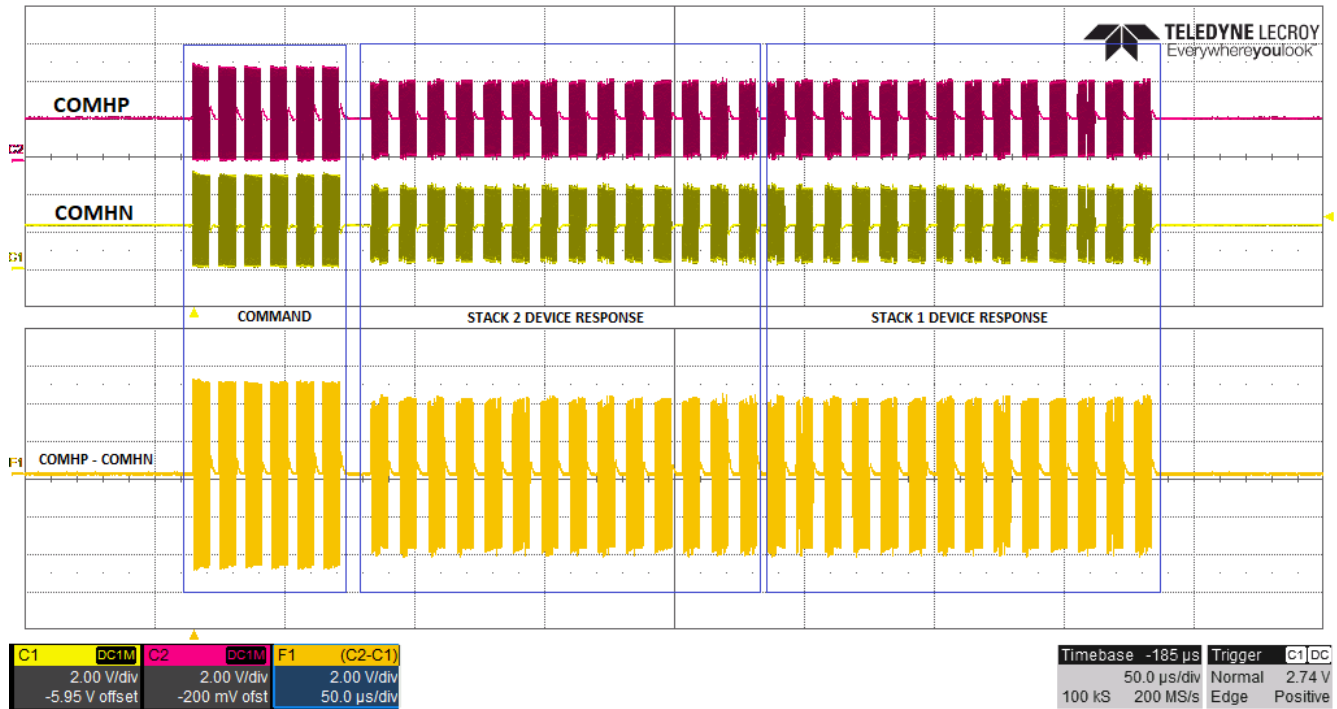 TELEDYNE LECROY
Everywhereyoulook
COMHP
C2
COMHN
C1
COMMAND
STACK 2 DEVICE RESPONSE
STACK 1 DEVICE RESPONSE
F1
COMHP - COMHN
C1 DC1M
2.00 V/div
-5.95 V offset
C2 DC1M
2.00 V/div
-200 mV ofst
F1 (C2-C1)
2.00 V/div
50.0 µs/div
Timebase -185 µs
50.0 µs/div
100 kS 200 MS/s
Trigger C1 DC
Normal 2.74 V
Edge Positive